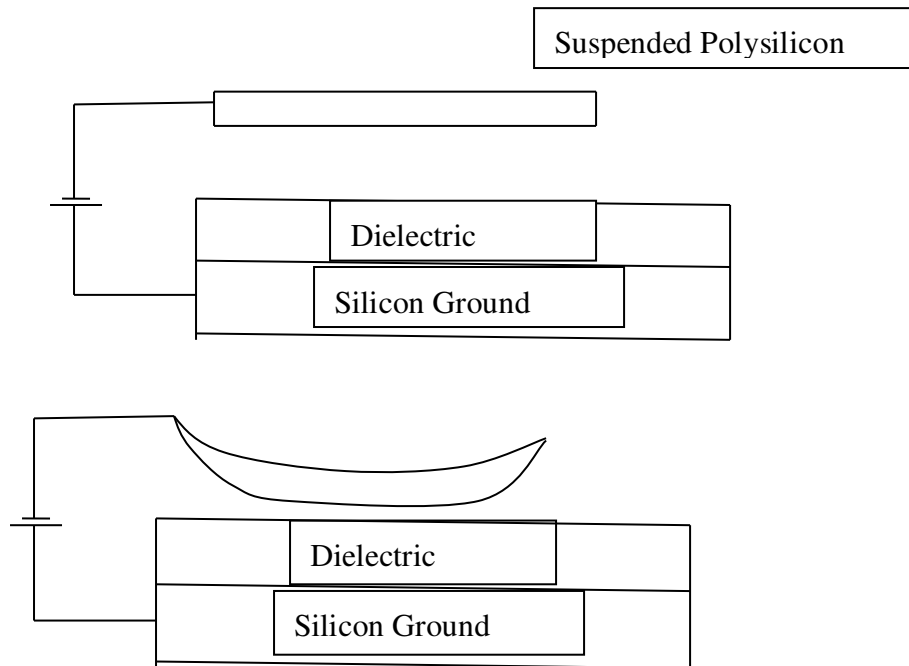 Suspended Polysilicon
Dielectric
Silicon Ground
Dielectric
Silicon Ground